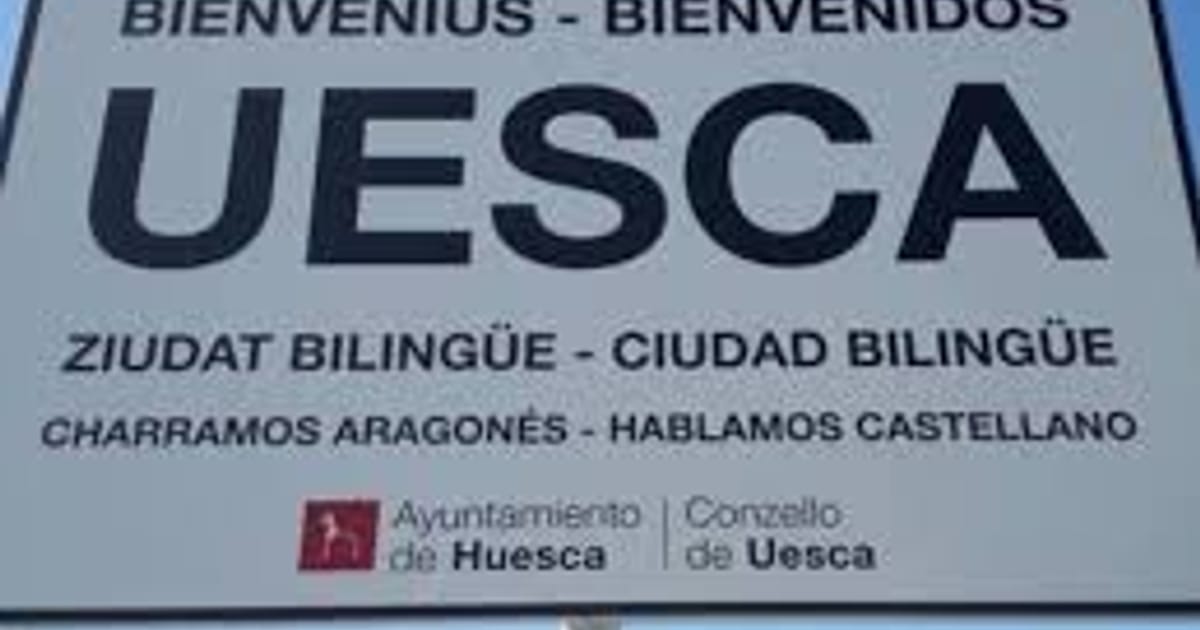 BIENVENIUS - BIENVENIDOS
UESCA
ZIUDAT BILINGÜE - CIUDAD BILINGÜE
CHARRAMOS ARAGONÉS - HABLAMOS CASTELLANO
Ayuntamiento de Huesca | Conzello de Uesca